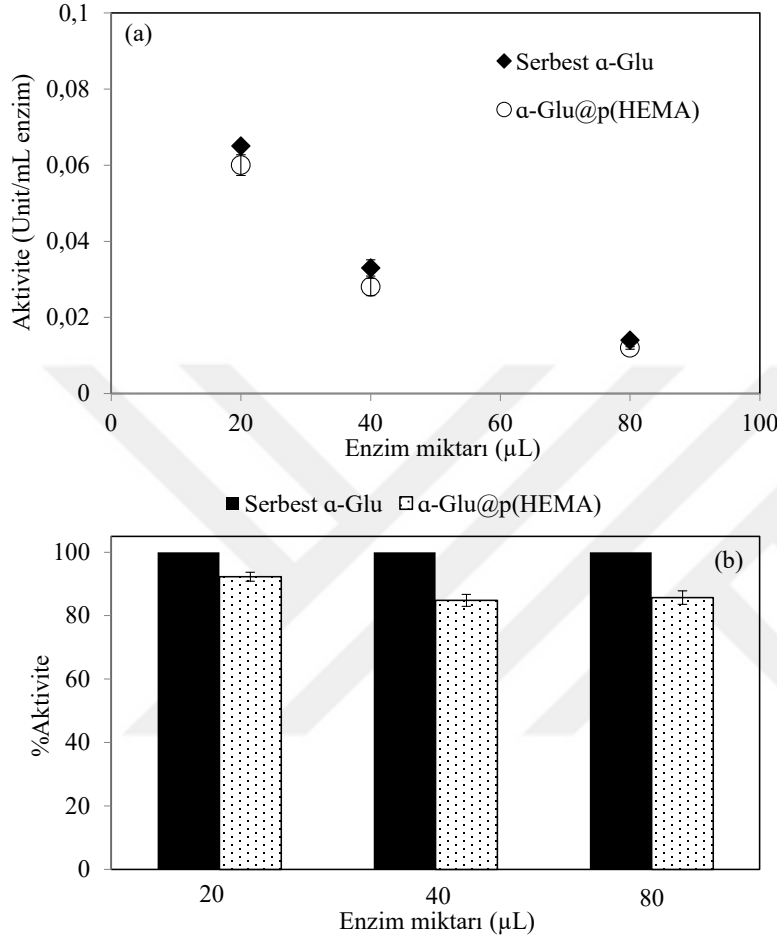 (a)
Aktivite (Unit/mL enzim)
0,1
0,08
0,06
0,04
0,02
0
◆ Serbest α-Glu
○ α-Glu@p(HEMA)
0 20 40 60 80 100
Enzim miktarı (µL)
■ Serbest α-Glu α-Glu@p(HEMA)
(b)
%Aktivite
100
80
60
40
20
0
20 40 80
Enzim miktarı (µL)